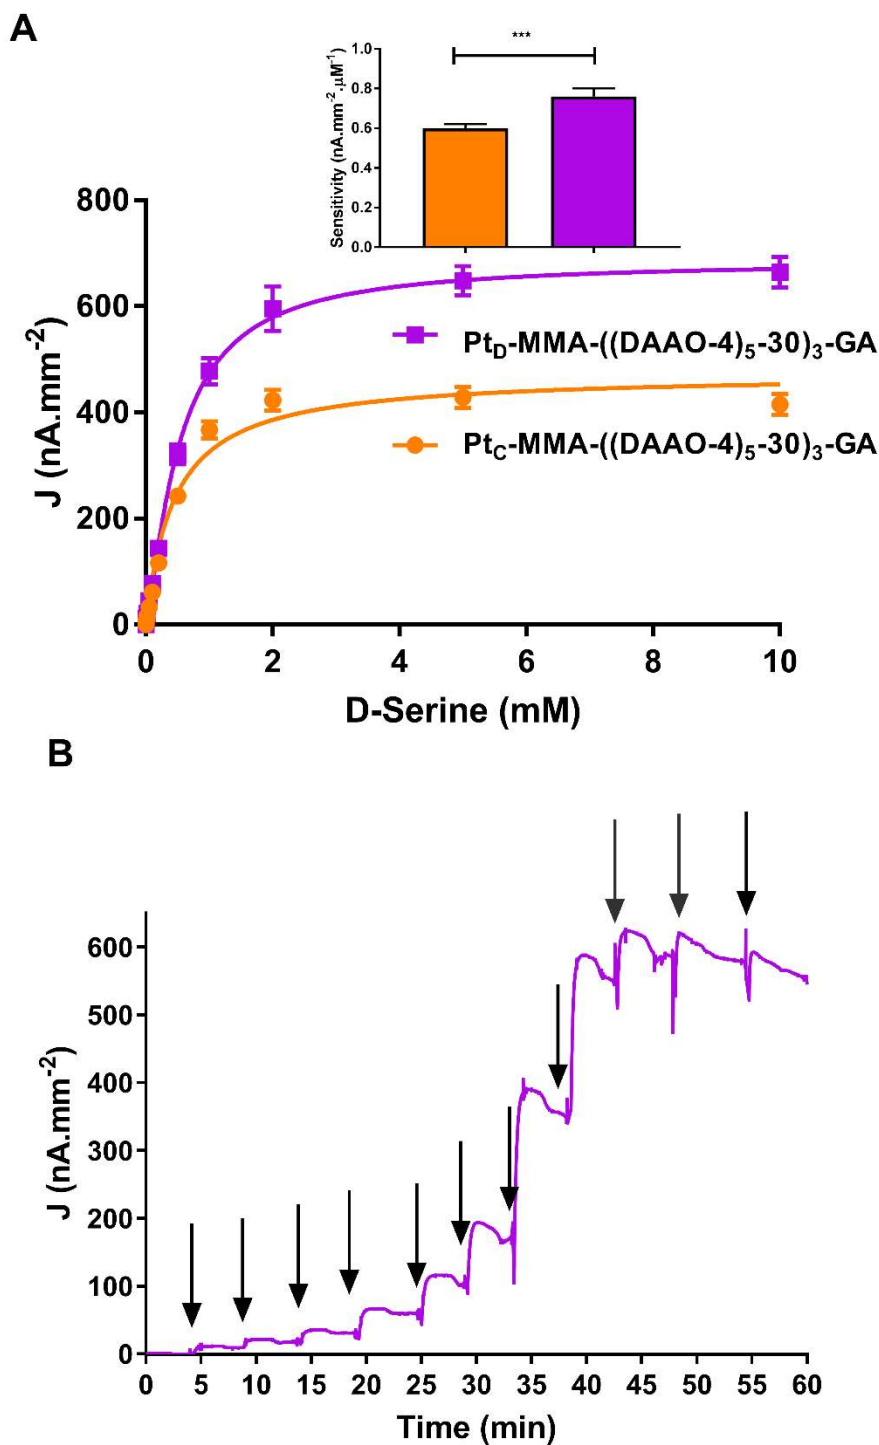 A
***
Sensitivity (nA.mm⁻².µM⁻¹)
1.0
0.8
0.6
0.4
0.2
0.0
J (nA.mm⁻²)
800
600
400
200
0
Pt_D-MMA-((DAAO-4)₅-30)₃-GA
Pt_C-MMA-((DAAO-4)₅-30)₃-GA
0 2 4 6 8 10
D-Serine (mM)
B
J (nA.mm⁻²)
600
500
400
300
200
100
0
0 5 10 15 20 25 30 35 40 45 50 55 60
Time (min)